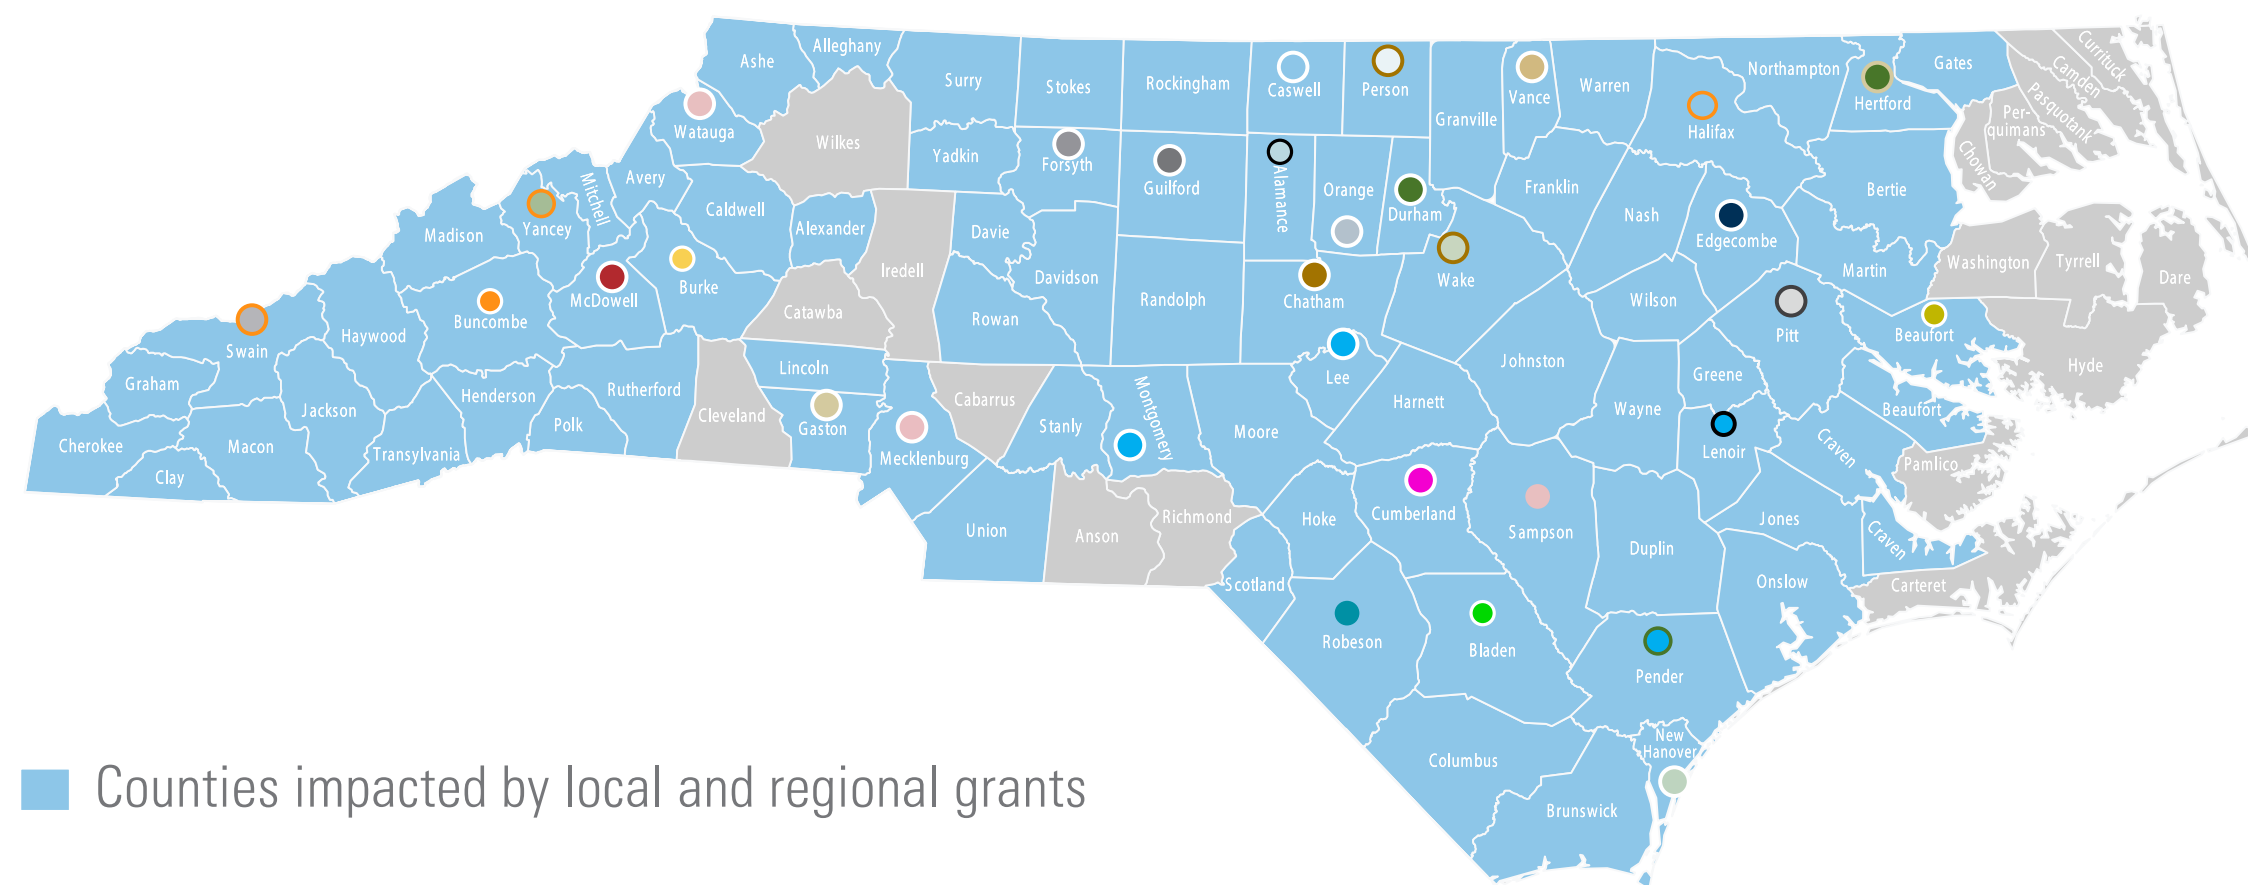 Ashe
Alleghany
Surry
Stokes
Rockingham
Caswell
Person
Vance
Warren
Northampton
Hertford
Gates
Currituck
Camden
Pasquotank
Per-
quimans
Chowan
Watauga
Wilkes
Yadkin
Forsyth
Guilford
Alamance
Orange
Durham
Granville
Franklin
Halifax
Bertie
Mitchell
Avery
Yancey
Caldwell
Alexander
Davie
Nash
Edgecombe
Martin
Washington
Tyrrell
Dare
Madison
McDowell
Burke
Iredell
Davidson
Randolph
Chatham
Wake
Wilson
Pitt
Beaufort
Hyde
Swain
Haywood
Buncombe
Catawba
Rowan
Lee
Johnston
Greene
Graham
Jackson
Henderson
Rutherford
Lincoln
Cabarrus
Harnett
Wayne
Beaufort
Cherokee
Clay
Macon
Transylvania
Polk
Cleveland
Gaston
Mecklenburg
Stanly
Montgomery
Moore
Lenoir
Craven
Pamlico
Union
Anson
Richmond
Hoke
Cumberland
Sampson
Duplin
Jones
Craven
Scotland
Onslow
Carteret
Robeson
Bladen
Pender
Columbus
New
Hanover
Brunswick
Counties impacted by local and regional grants